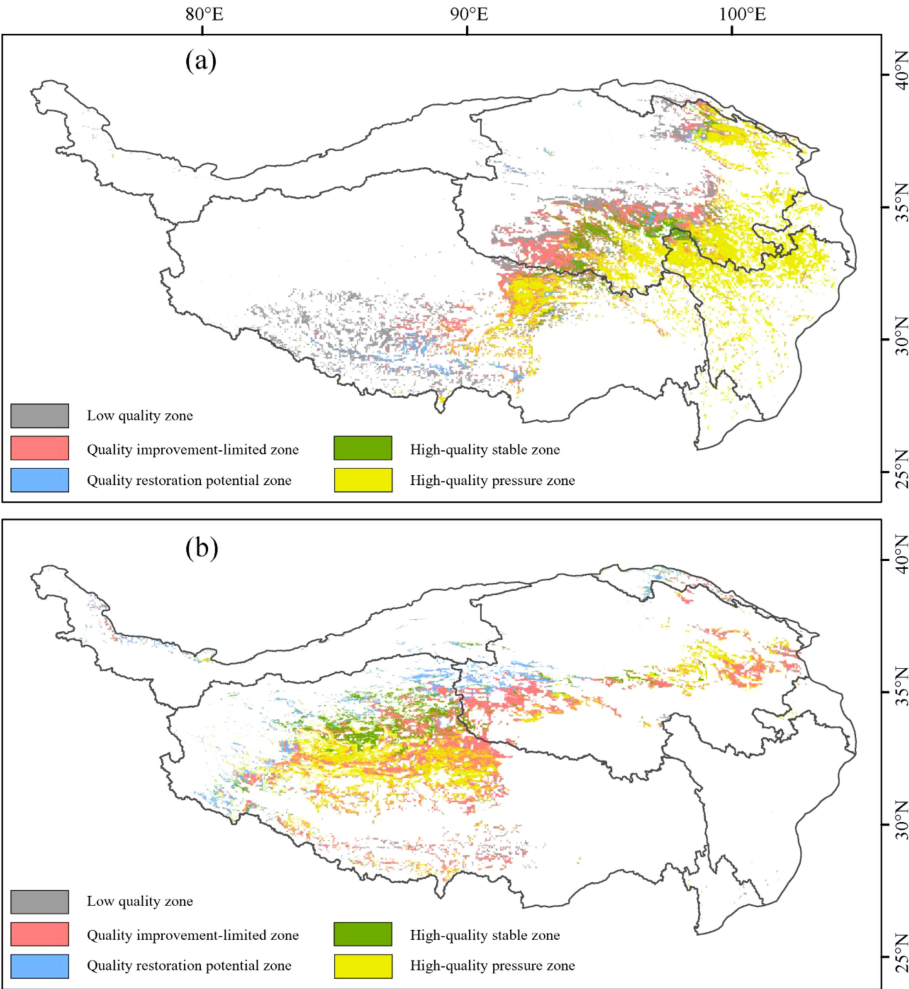 80°E 90°E 100°E
(a)
40°N
35°N
30°N
25°N
Low quality zone
Quality improvement-limited zone High-quality stable zone
Quality restoration potential zone High-quality pressure zone
(b)
40°N
35°N
30°N
25°N
Low quality zone
Quality improvement-limited zone High-quality stable zone
Quality restoration potential zone High-quality pressure zone